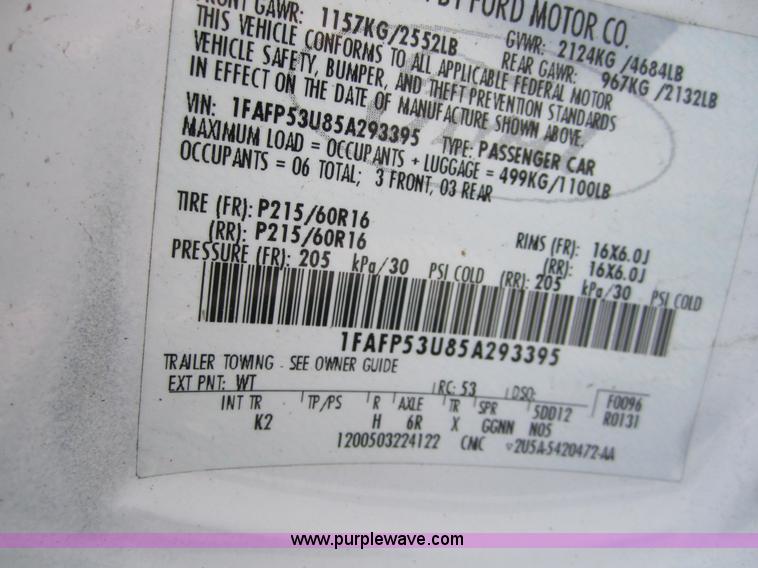 FORD MOTOR CO.
FRONT GAWR: 1157KG/2552LB GVWR: 2124KG/4684LB
THIS VEHICLE CONFORMS TO ALL APPLICABLE FEDERAL MOTOR REAR GAWR: 967KG/2132LB
VEHICLE SAFETY, BUMPER, AND THEFT PREVENTION STANDARDS
IN EFFECT ON THE DATE OF MANUFACTURE SHOWN ABOVE.
VIN: 1FAFP53U85A293395 TYPE: PASSENGER CAR
MAXIMUM LOAD = OCCUPANTS + LUGGAGE = 499KG/1100LB
OCCUPANTS = 06 TOTAL; 3 FRONT, 03 REAR
TIRE (FR): P215/60R16 RIMS (FR): 16X6.0J
(RR): P215/60R16 (RR): 16X6.0J
PRESSURE (FR): 205 kPa/30 PSI COLD (RR): 205 kPa/30 PSI COLD
1FAFP53U85A293395
TRAILER TOWING - SEE OWNER GUIDE
EXT PNT: WT RC: 53 DSO: F0096
INT TR TP/PS R AXLE TR SPR 5DD12 R0131
K2 H 6R X GGNN N05
1200503224122 CMC 2U5A-5420472-AA
www.purplewave.com